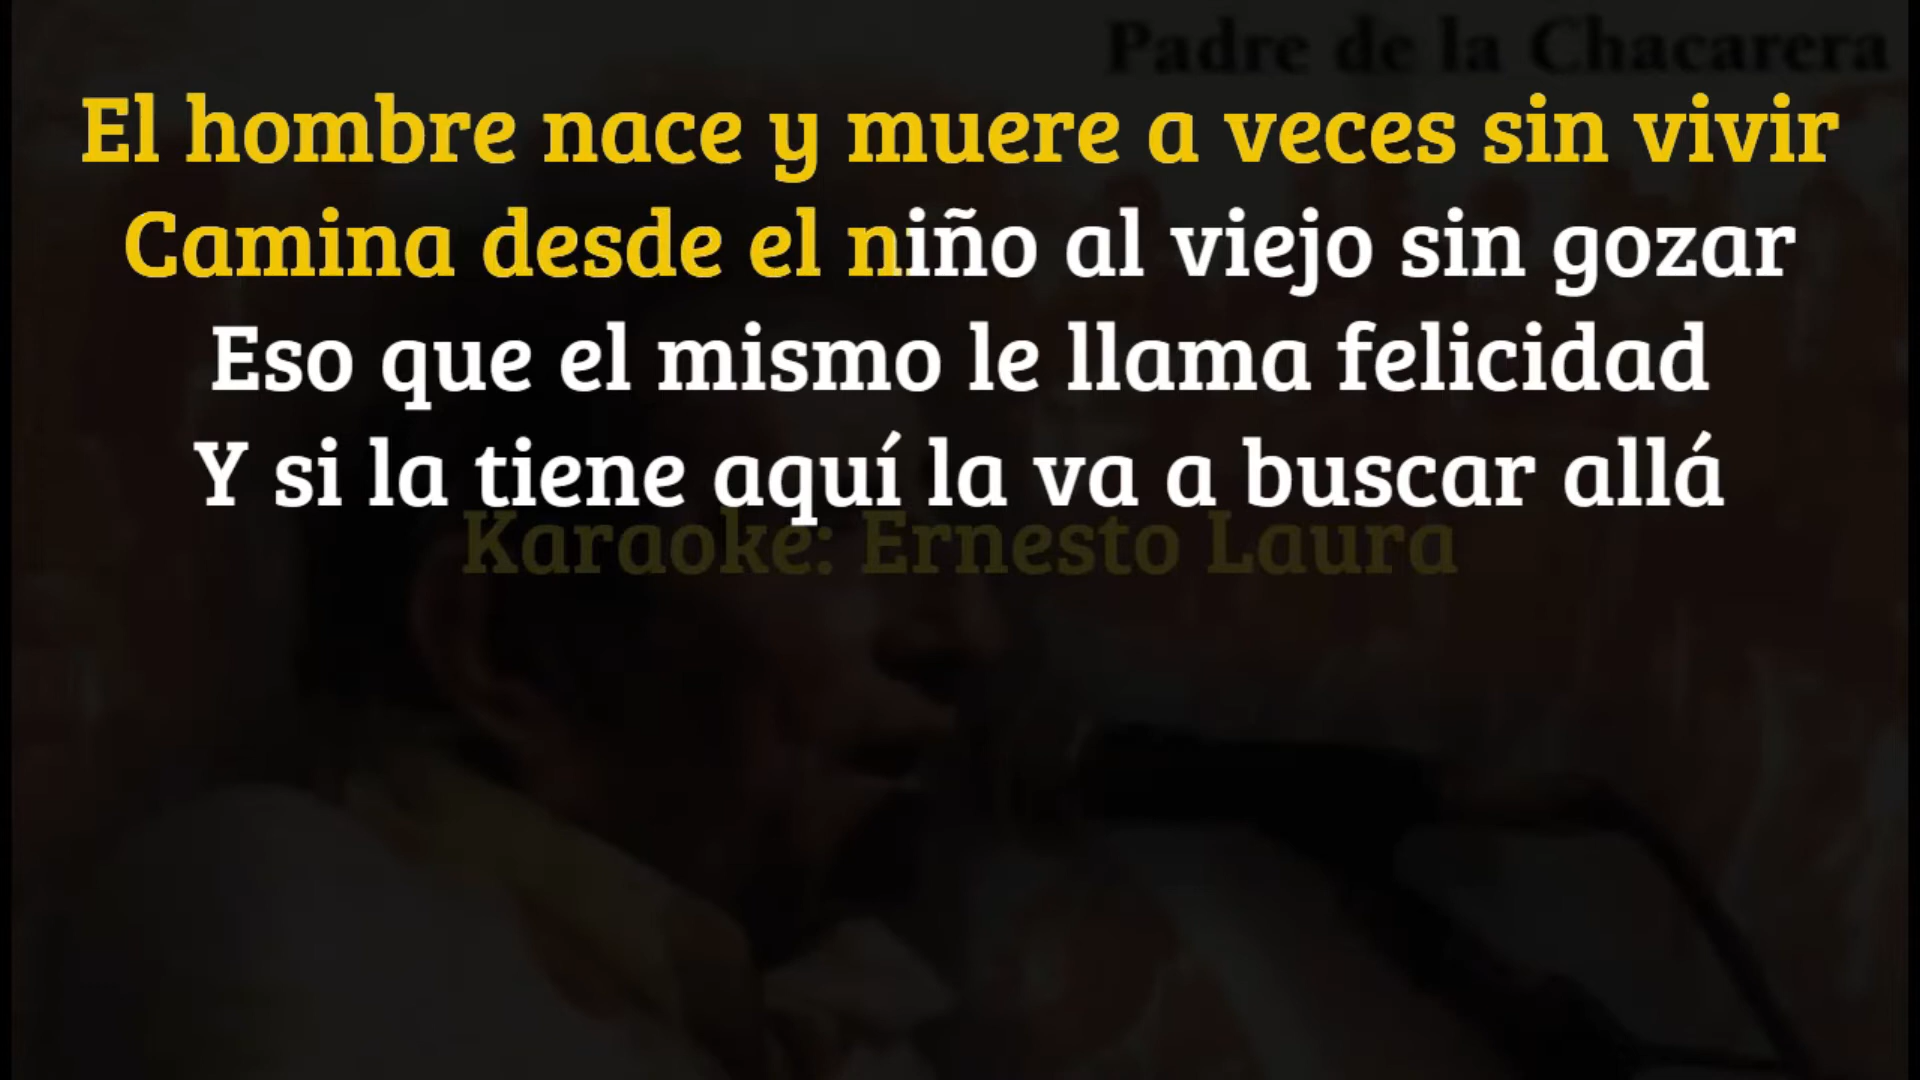 Padre de la Chacarera
El hombre nace y muere a veces sin vivir
Camina desde el niño al viejo sin gozar
Eso que el mismo le llama felicidad
Y si la tiene aquí la va a buscar allá
Karaoke: Ernesto Laura